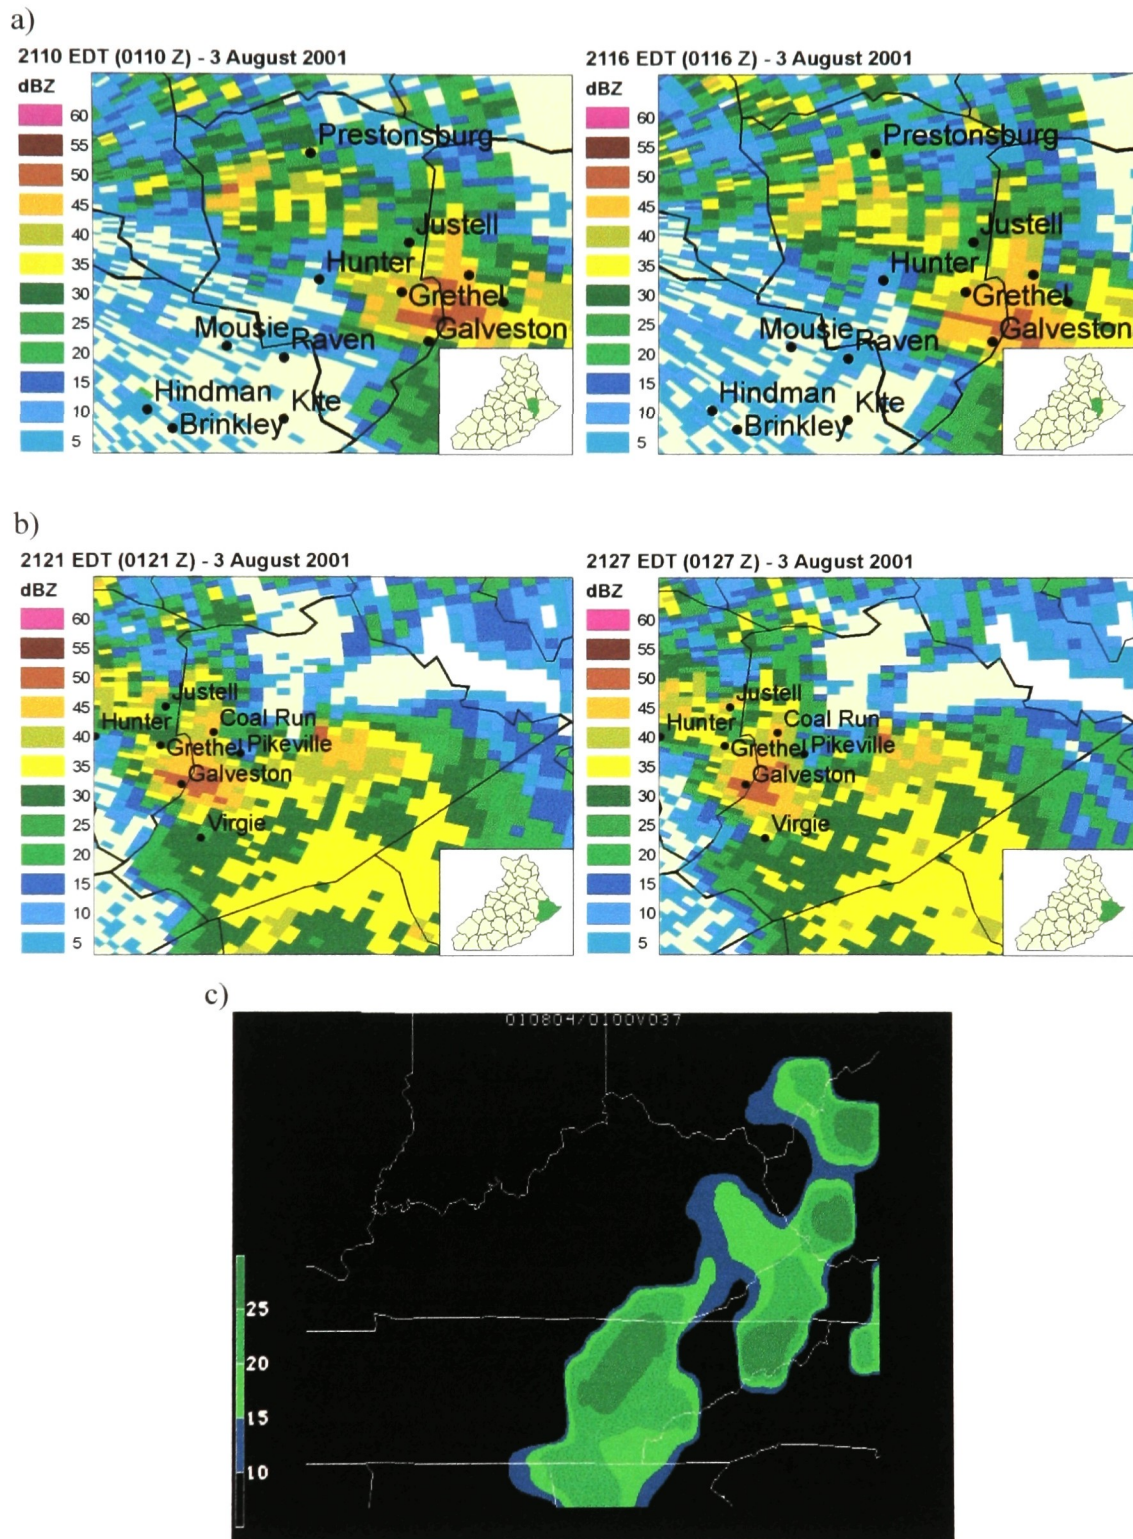 a)
2110 EDT (0110 Z) - 3 August 2001
dBZ
60
55
50
45
40
35
30
25
20
15
10
5
Prestonsburg
Justell
Hunter
Grethel
Mousie
Raven
Galveston
Hindman
Kite
Brinkley
2116 EDT (0116 Z) - 3 August 2001
dBZ
60
55
50
45
40
35
30
25
20
15
10
5
Prestonsburg
Justell
Hunter
Grethel
Mousie
Raven
Galveston
Hindman
Kite
Brinkley
b)
2121 EDT (0121 Z) - 3 August 2001
dBZ
60
55
50
45
40
35
30
25
20
15
10
5
Justell
Hunter
Coal Run
Grethel
Pikeville
Galveston
Virgie
2127 EDT (0127 Z) - 3 August 2001
dBZ
60
55
50
45
40
35
30
25
20
15
10
5
Justell
Hunter
Coal Run
Grethel
Pikeville
Galveston
Virgie
c)
010804/0100V037
25
20
15
10